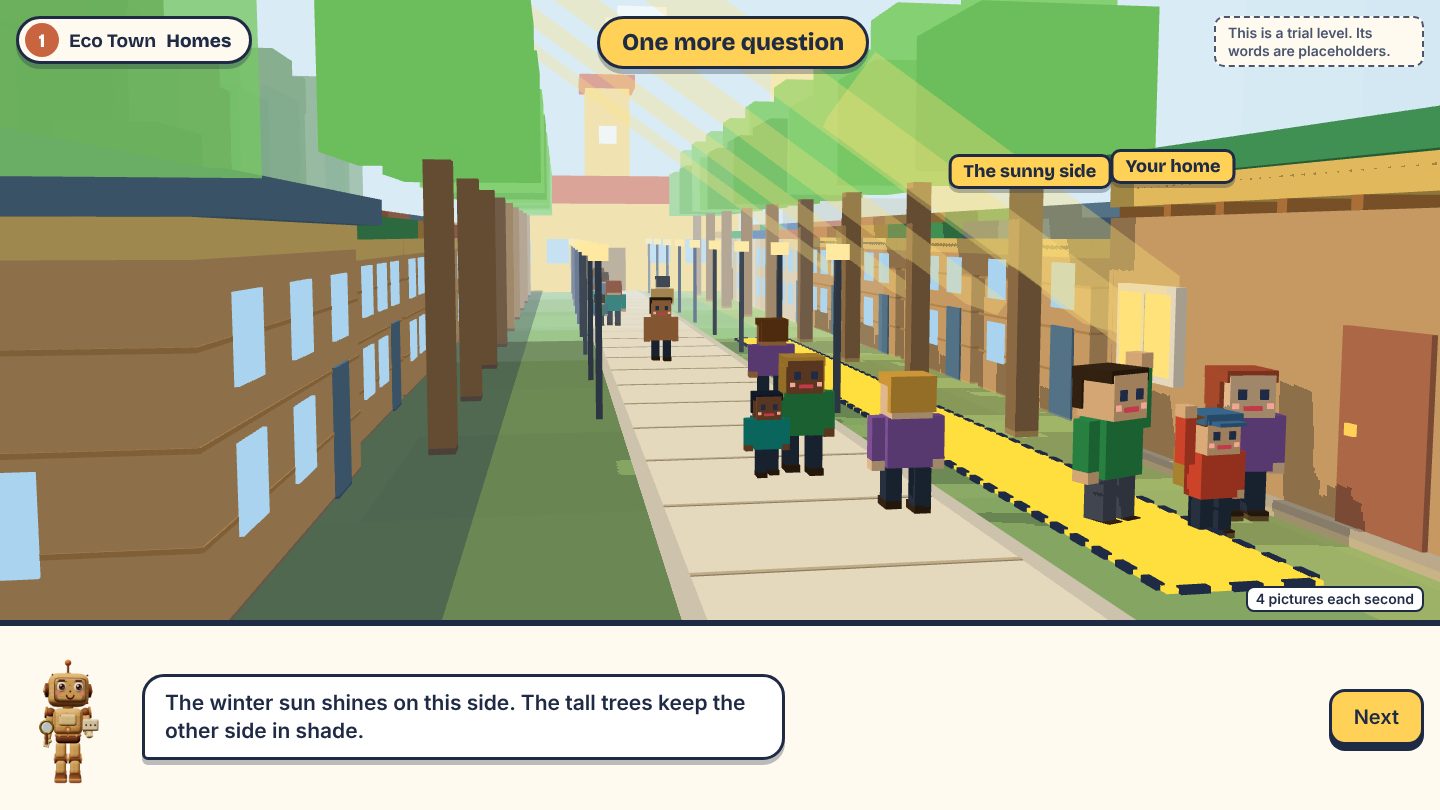 1 Eco Town Homes
One more question
This is a trial level. Its
words are placeholders.
The sunny side
Your home
4 pictures each second
The winter sun shines on this side. The tall trees keep the
other side in shade.
Next